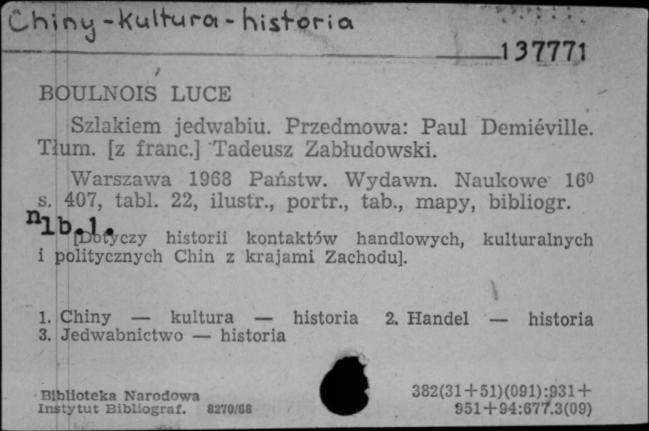 Chiny-kultura-historia
137771
BOULNOIS LUCE
Szlakiem jedwabiu. Przedmowa: Paul Demiéville.
Tłum. [z franc.] Tadeusz Zabłudowski.
Warszawa 1968 Państw. Wydawn. Naukowe 16⁰
s. 407, tabl. 22, ilustr., portr., tab., mapy, bibliogr.
nlb.1.
[Dotyczy historii kontaktów handlowych, kulturalnych
i politycznych Chin z krajami Zachodu].
1. Chiny — kultura — historia 2. Handel — historia
3. Jedwabnictwo — historia
Biblioteka Narodowa 382(31+51)(091):931+
Instytut Bibliograf. 8270/68 951+94:677.3(09)